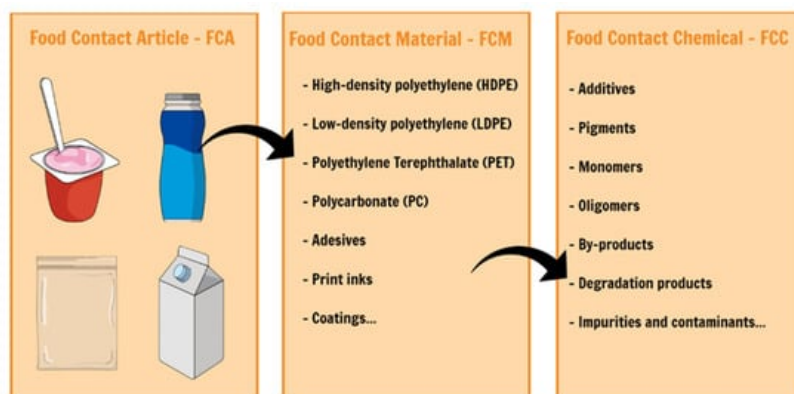 Food Contact Article - FCA
Food Contact Material - FCM
- High-density polyethylene (HDPE)
- Low-density polyethylene (LDPE)
- Polyethylene Terephthalate (PET)
- Polycarbonate (PC)
- Adesives
- Print inks
- Coatings...
Food Contact Chemical - FCC
- Additives
- Pigments
- Monomers
- Oligomers
- By-products
- Degradation products
- Impurities and contaminants...